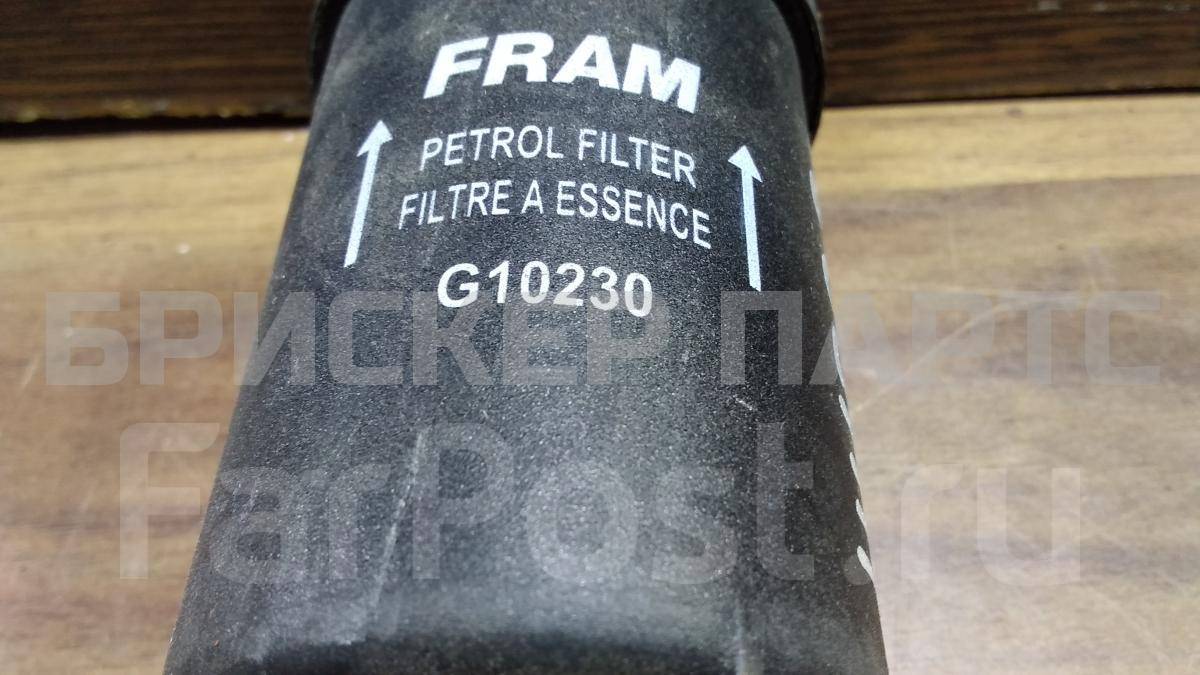 FRAM
PETROL FILTER
FILTRE A ESSENCE
G10230
БРИСКЕР ПАРТС
FarPost.ru